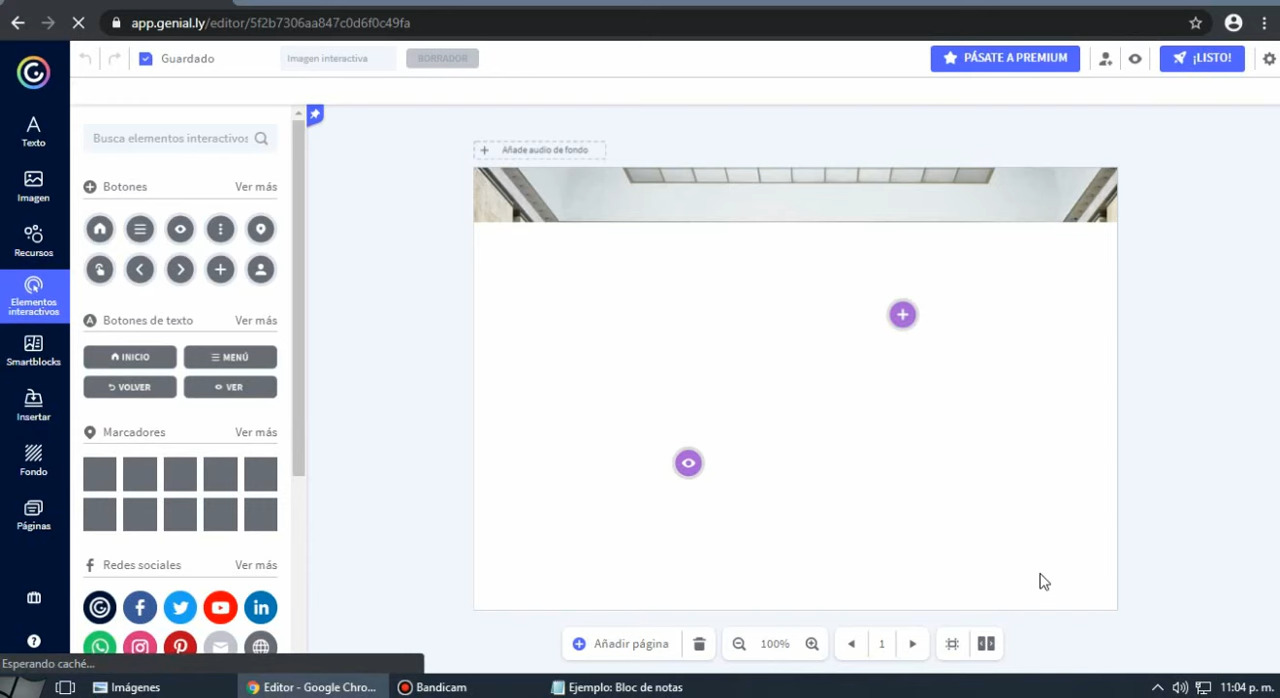 app.genial.ly/editor/5f2b7306aa847c0d6f0c49fa
Guardado
Imagen interactiva
BORRADOR
PÁSATE A PREMIUM
¡LISTO!
Texto
Imagen
Recursos
Elementos
interactivos
Smartblocks
Insertar
Fondo
Páginas
Busca elementos interactivos
Botones
Ver más
Botones de texto
Ver más
INICIO
MENÚ
VOLVER
VER
Marcadores
Ver más
Redes sociales
Ver más
Añade audio de fondo
Añadir página
100%
1
Esperando caché...
Imágenes
Editor - Google Chro...
Bandicam
Ejemplo: Bloc de notas
11:04 p. m.